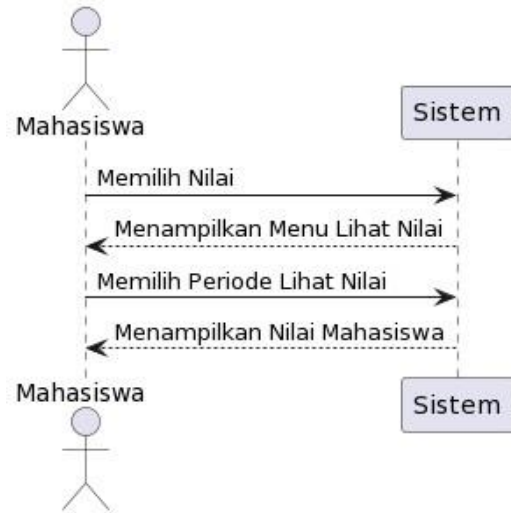 Mahasiswa
Sistem
Memilih Nilai
Menampilkan Menu Lihat Nilai
Memilih Periode Lihat Nilai
Menampilkan Nilai Mahasiswa
Mahasiswa
Sistem